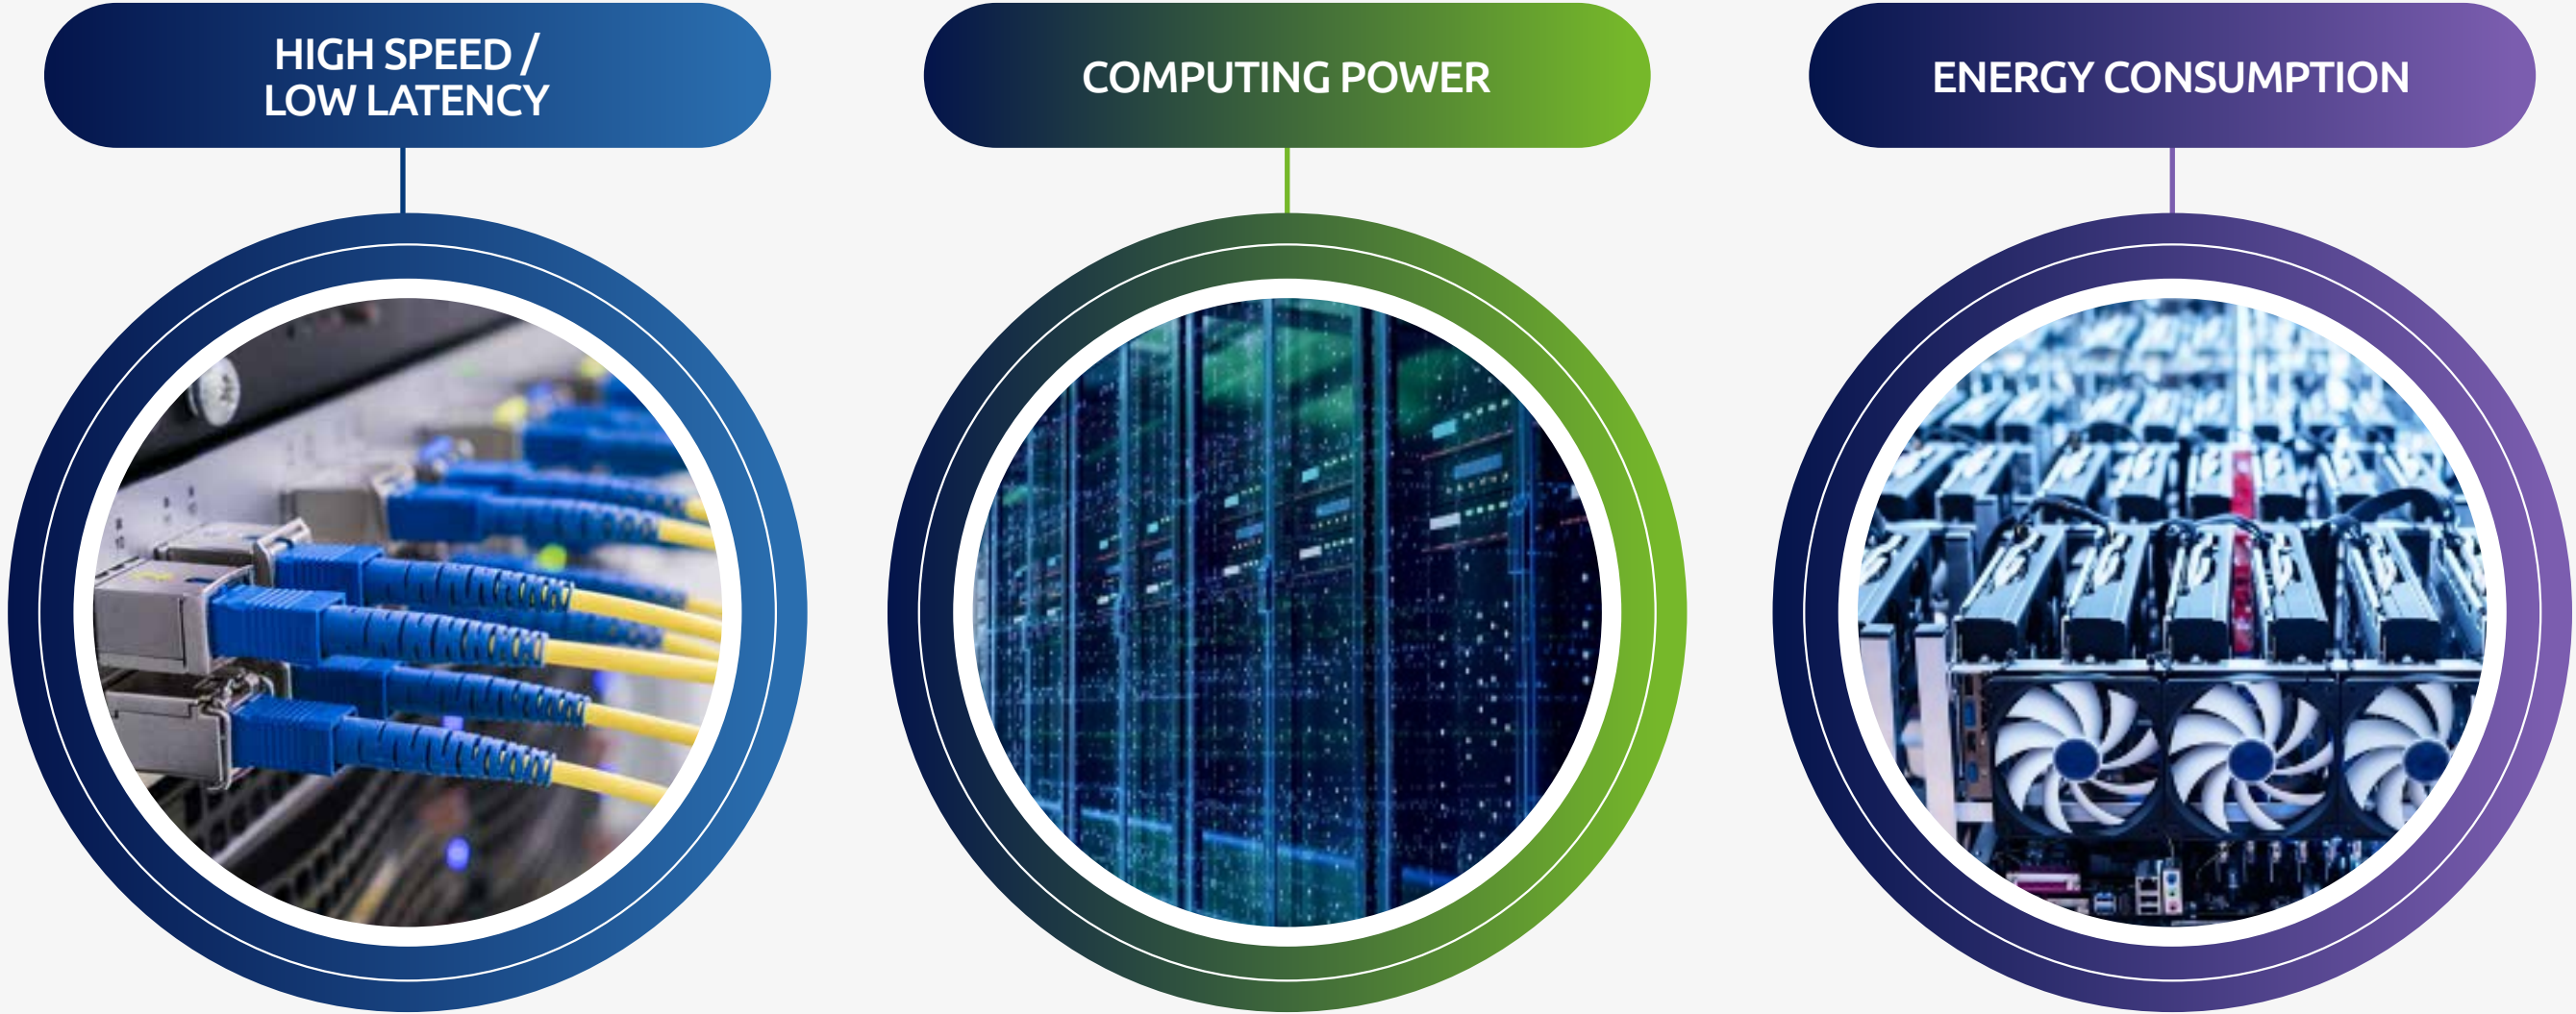 HIGH SPEED /
LOW LATENCY
COMPUTING POWER
ENERGY CONSUMPTION